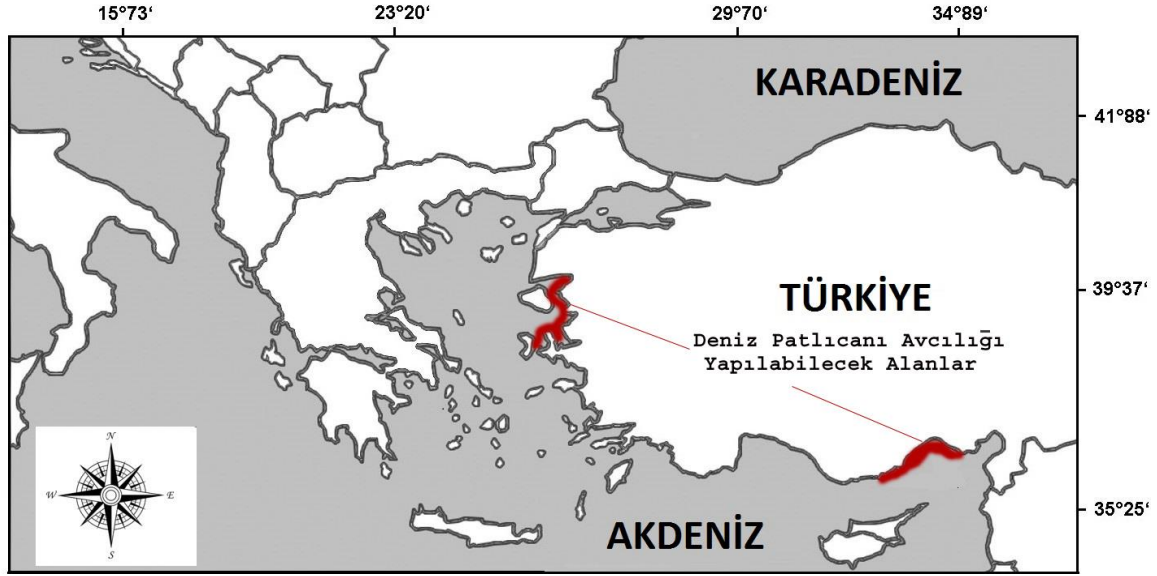 15°73‘ 23°20‘ 29°70‘ 34°89‘
KARADENİZ
41°88‘
39°37‘
TÜRKİYE
Deniz Patlıcanı Avcılığı
Yapılabilecek Alanlar
N
W E
S
35°25‘
AKDENİZ